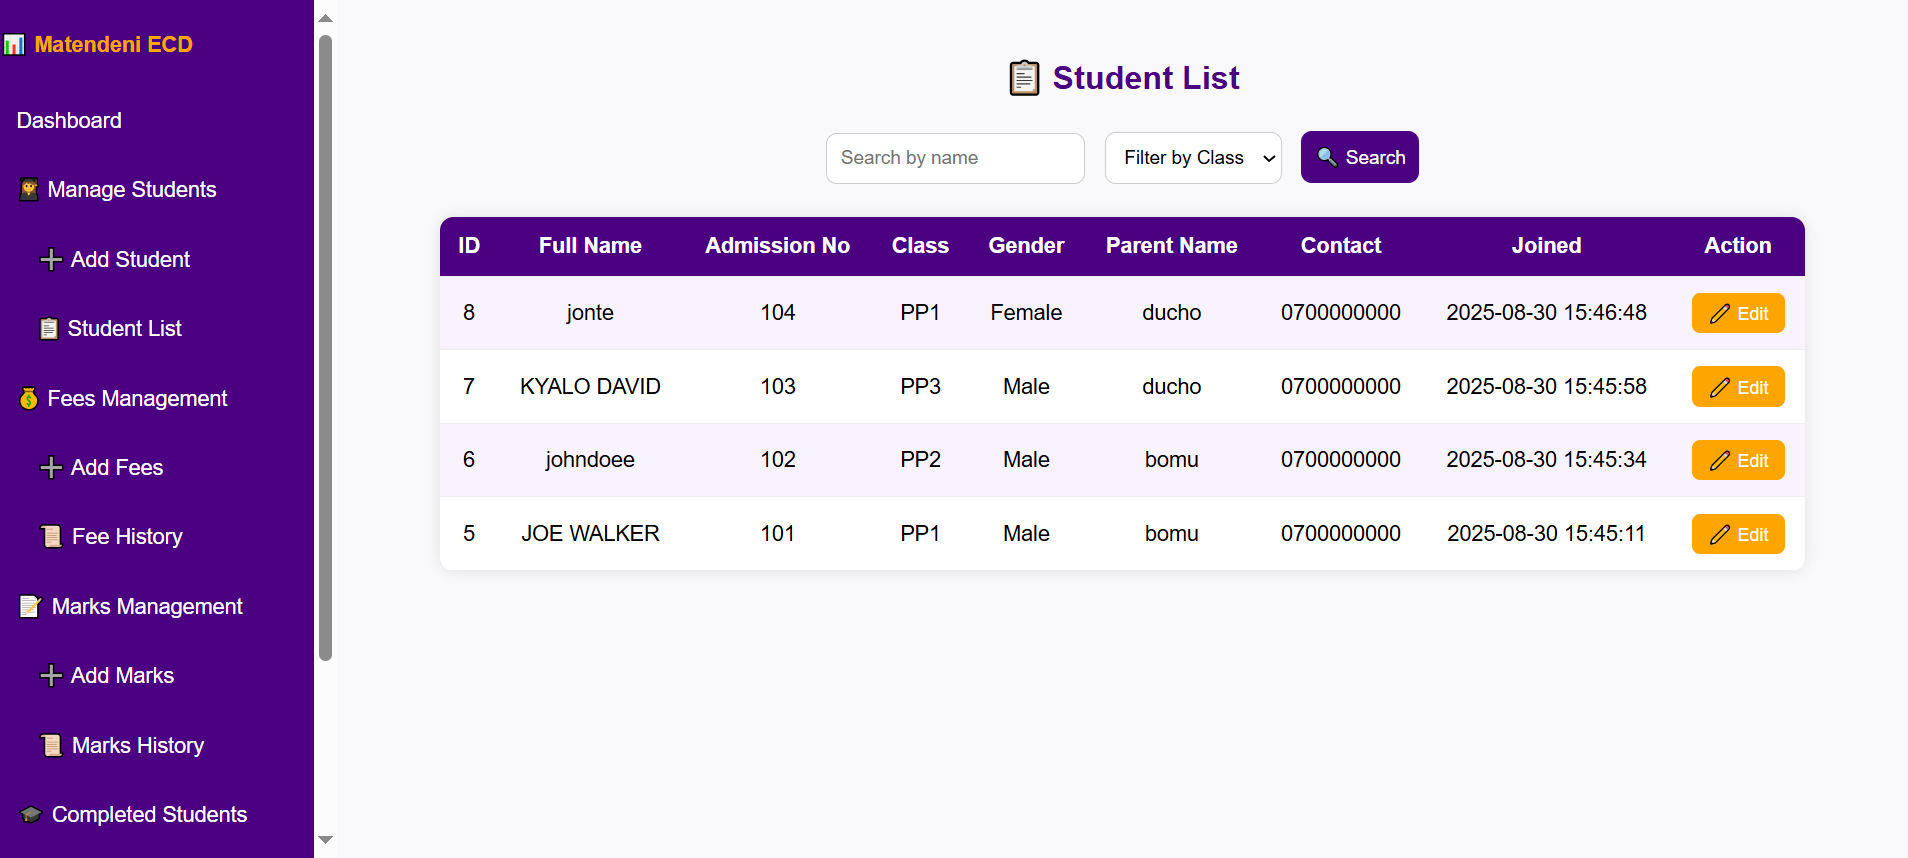 Matendeni ECD
Dashboard
Manage Students
Add Student
Student List
Fees Management
Add Fees
Fee History
Marks Management
Add Marks
Marks History
Completed Students
Student List
Search by name
Filter by Class
Search
ID Full Name Admission No Class Gender Parent Name Contact Joined Action
8 jonte 104 PP1 Female ducho 0700000000 2025-08-30 15:46:48 Edit
7 KYALO DAVID 103 PP3 Male ducho 0700000000 2025-08-30 15:45:58 Edit
6 johndoee 102 PP2 Male bomu 0700000000 2025-08-30 15:45:34 Edit
5 JOE WALKER 101 PP1 Male bomu 0700000000 2025-08-30 15:45:11 Edit